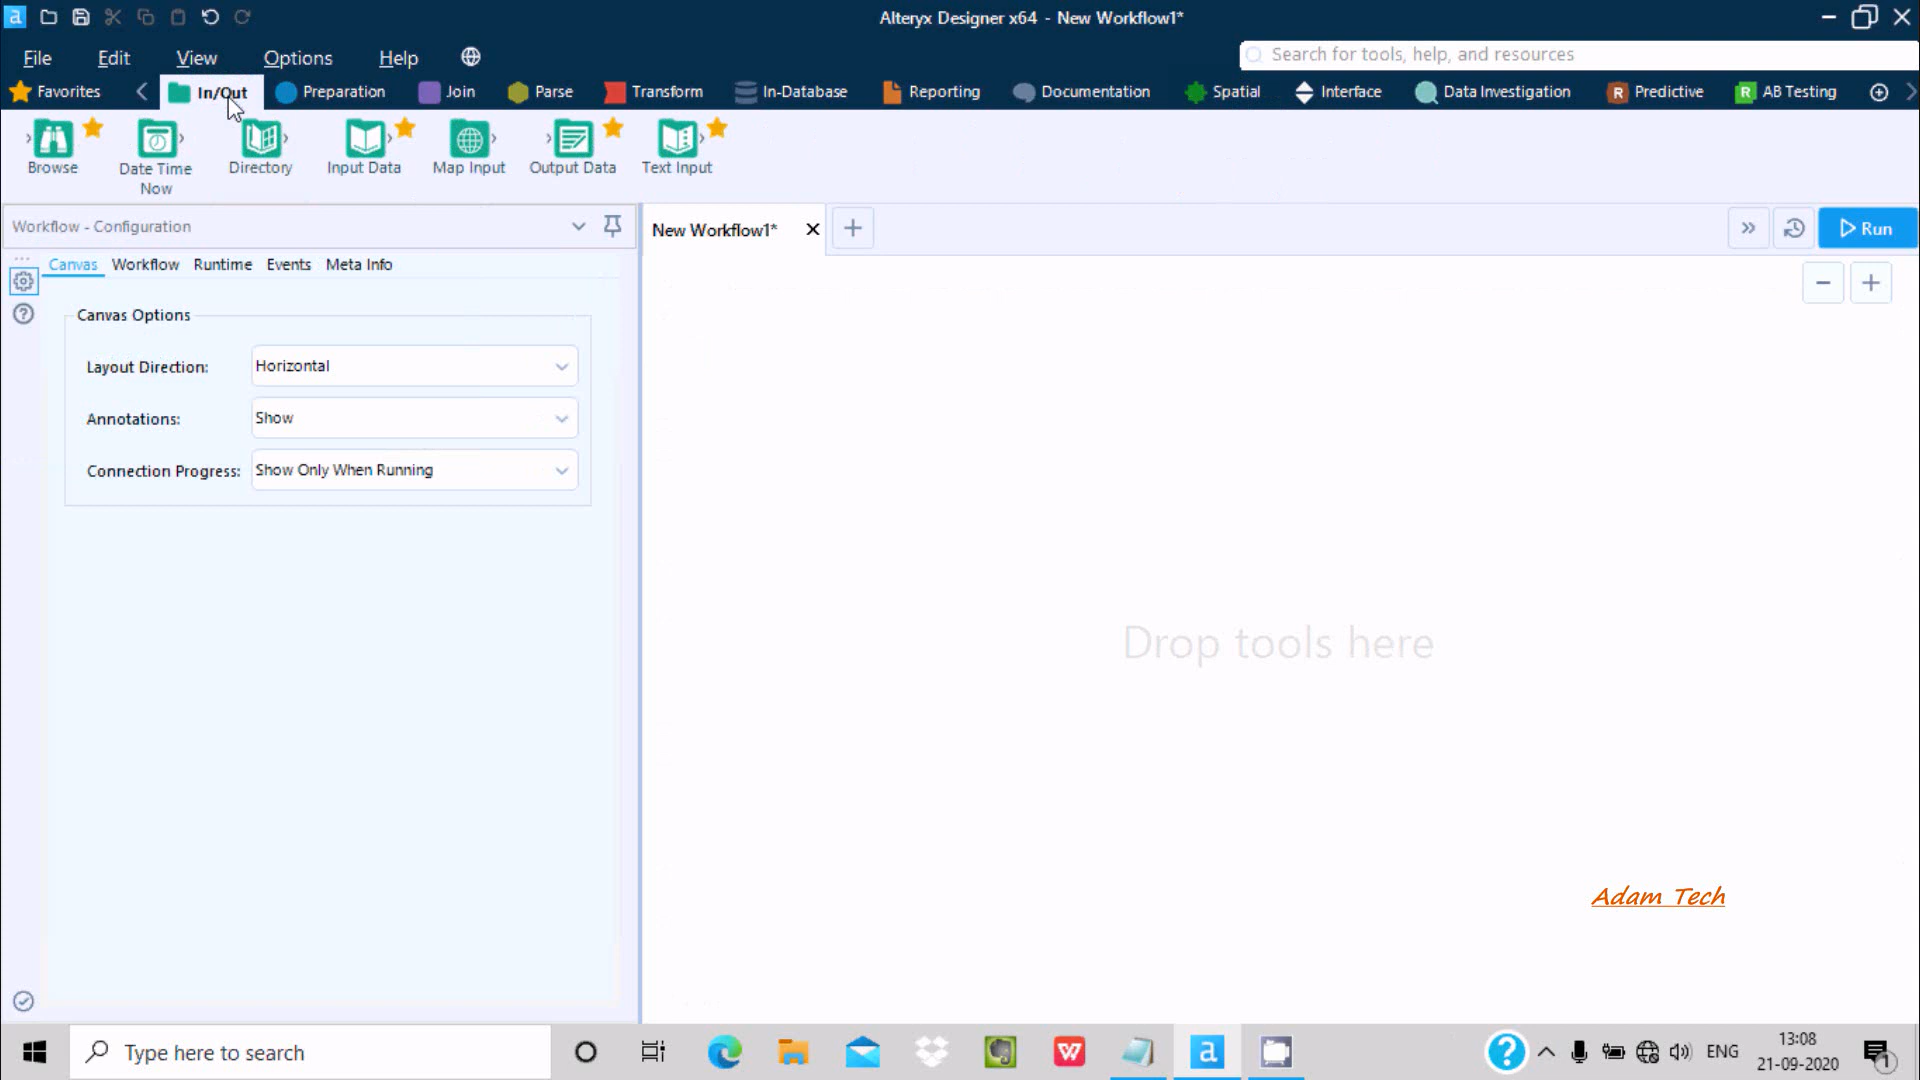 a
Alteryx Designer x64 - New Workflow1*
File Edit View Options Help
Search for tools, help, and resources
Favorites In/Out Preparation Join Parse Transform In-Database Reporting Documentation Spatial Interface Data Investigation R Predictive R AB Testing
Browse Date Time Now Directory Input Data Map Input Output Data Text Input
Workflow - Configuration
New Workflow1*
Run
Canvas Workflow Runtime Events Meta Info
Canvas Options
Layout Direction: Horizontal
Annotations: Show
Connection Progress: Show Only When Running
Drop tools here
Adam Tech
Type here to search
W
a
ENG
13:08
21-09-2020
1